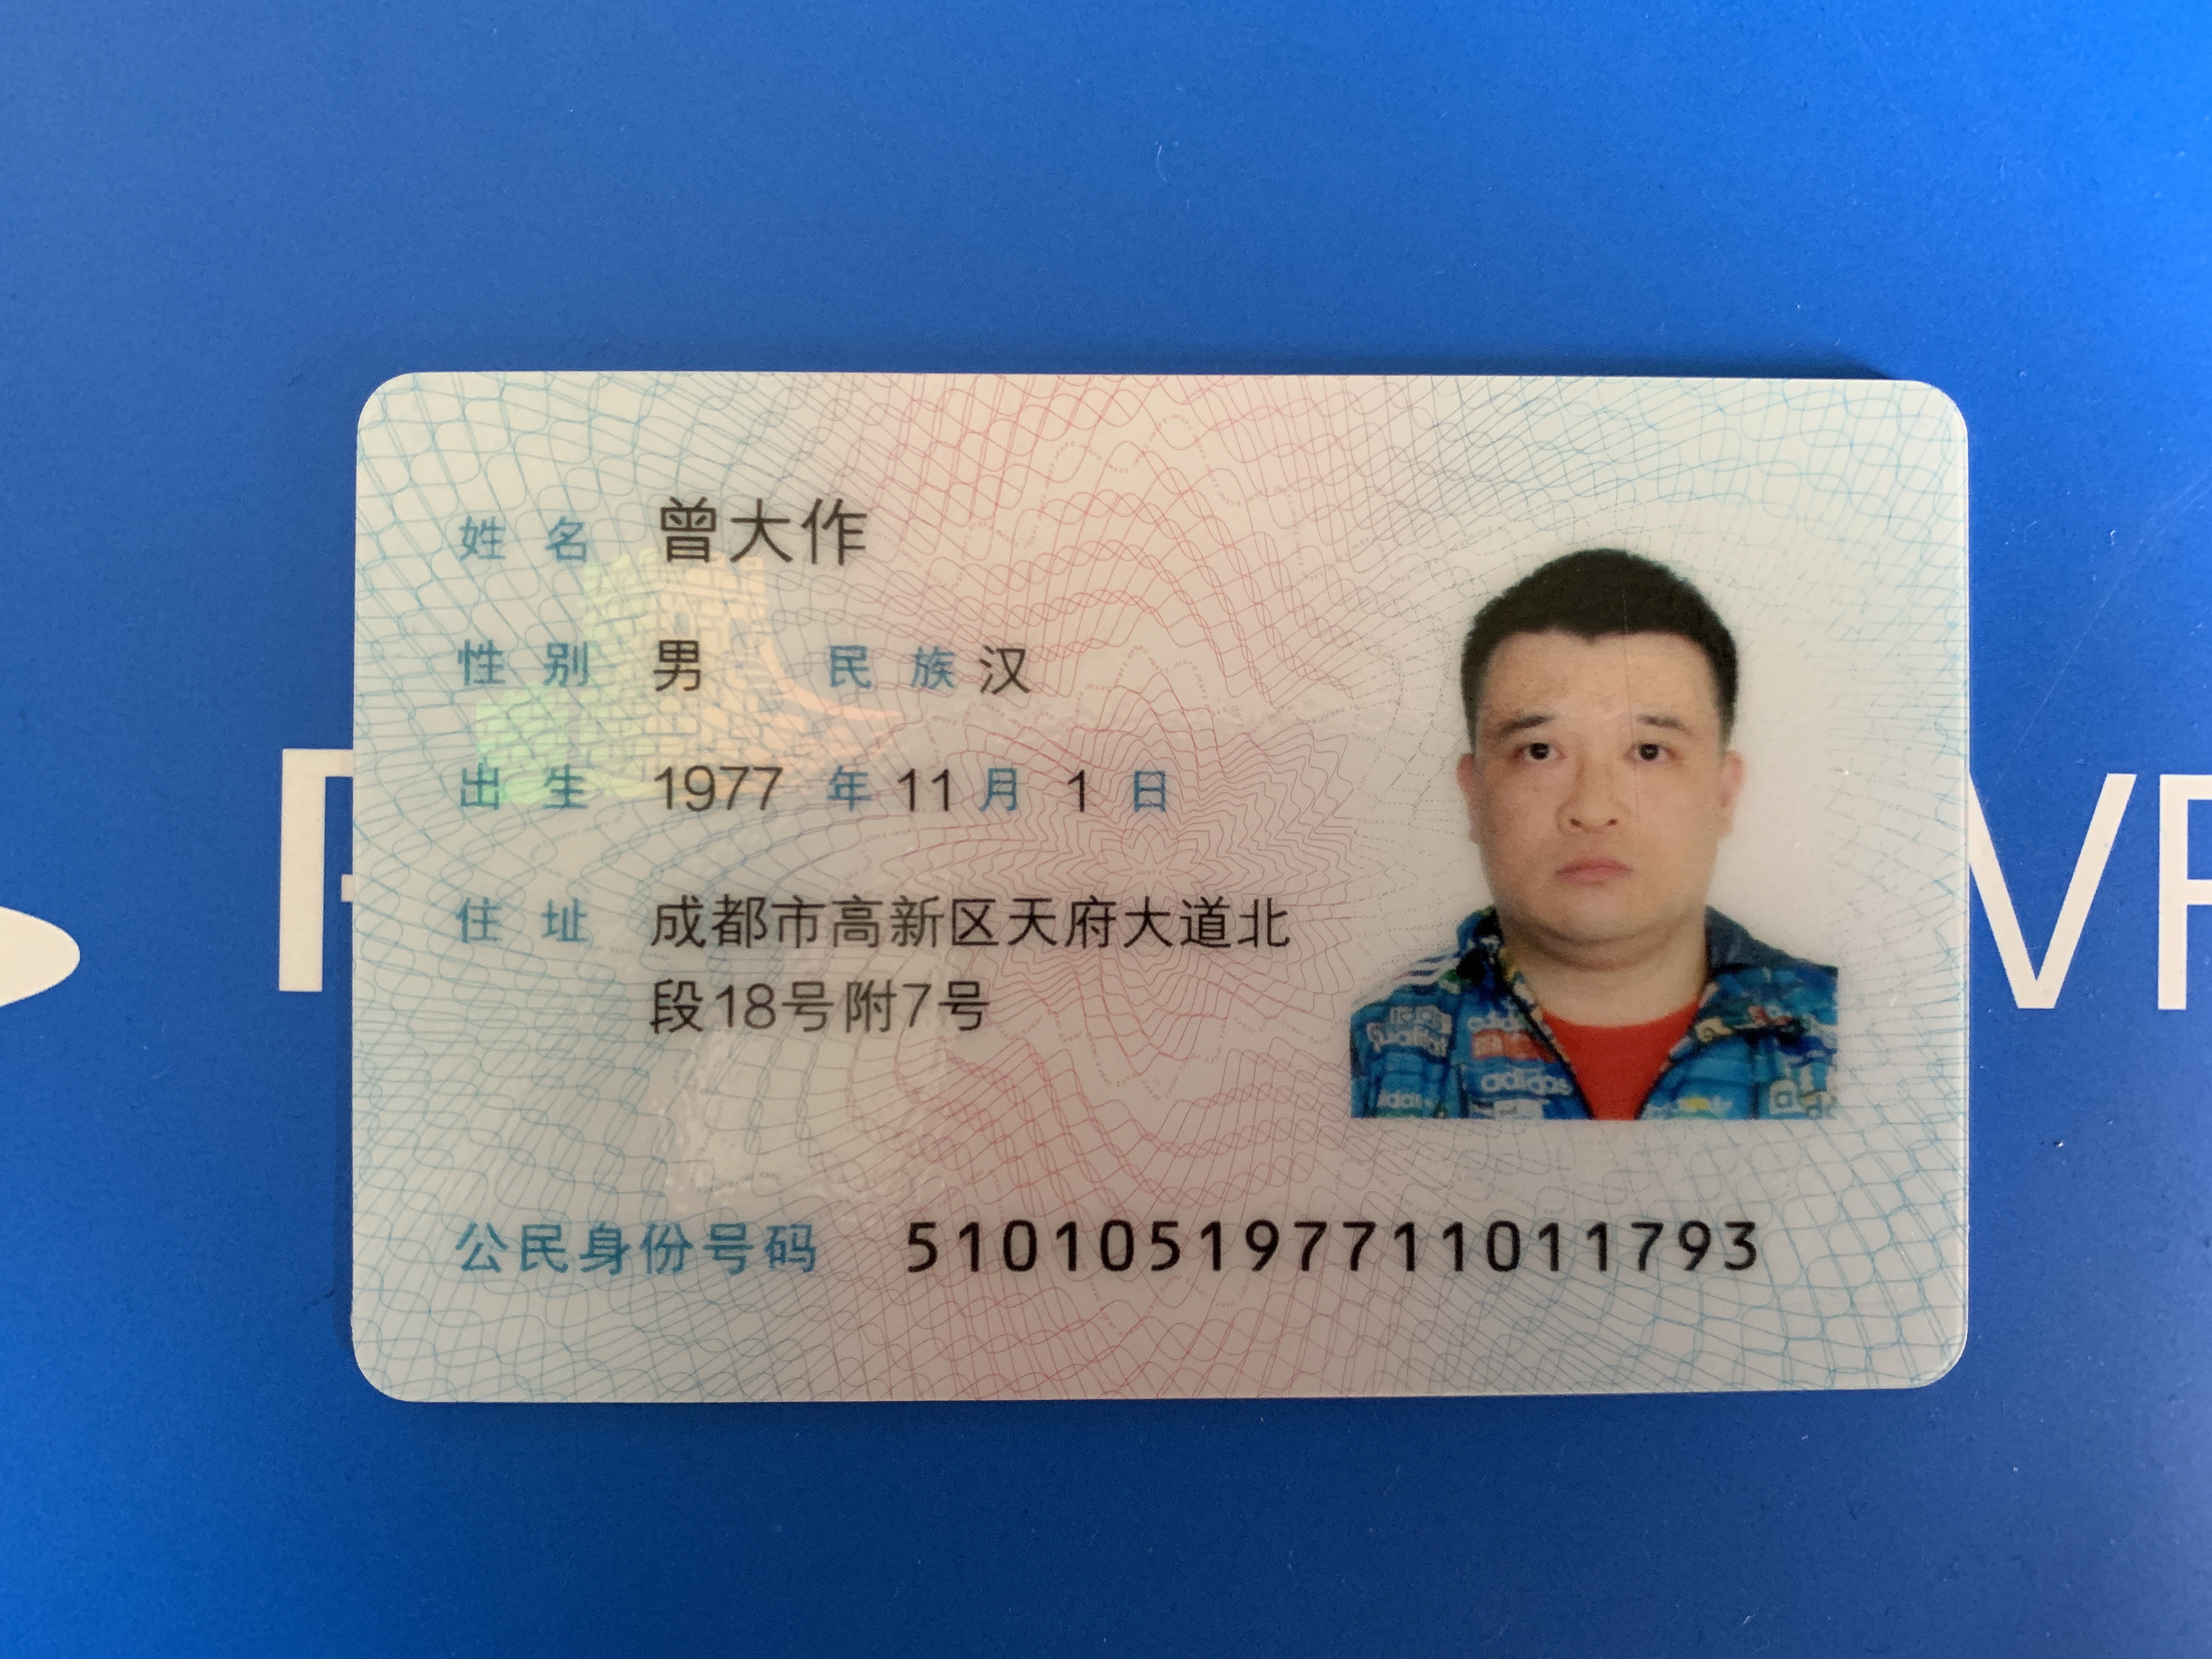 姓名 曾大作
性别 男 民族 汉
出生 1977 年 11 月 1 日
住址 成都市高新区天府大道北
段18号附7号
公民身份号码 510105197711011793